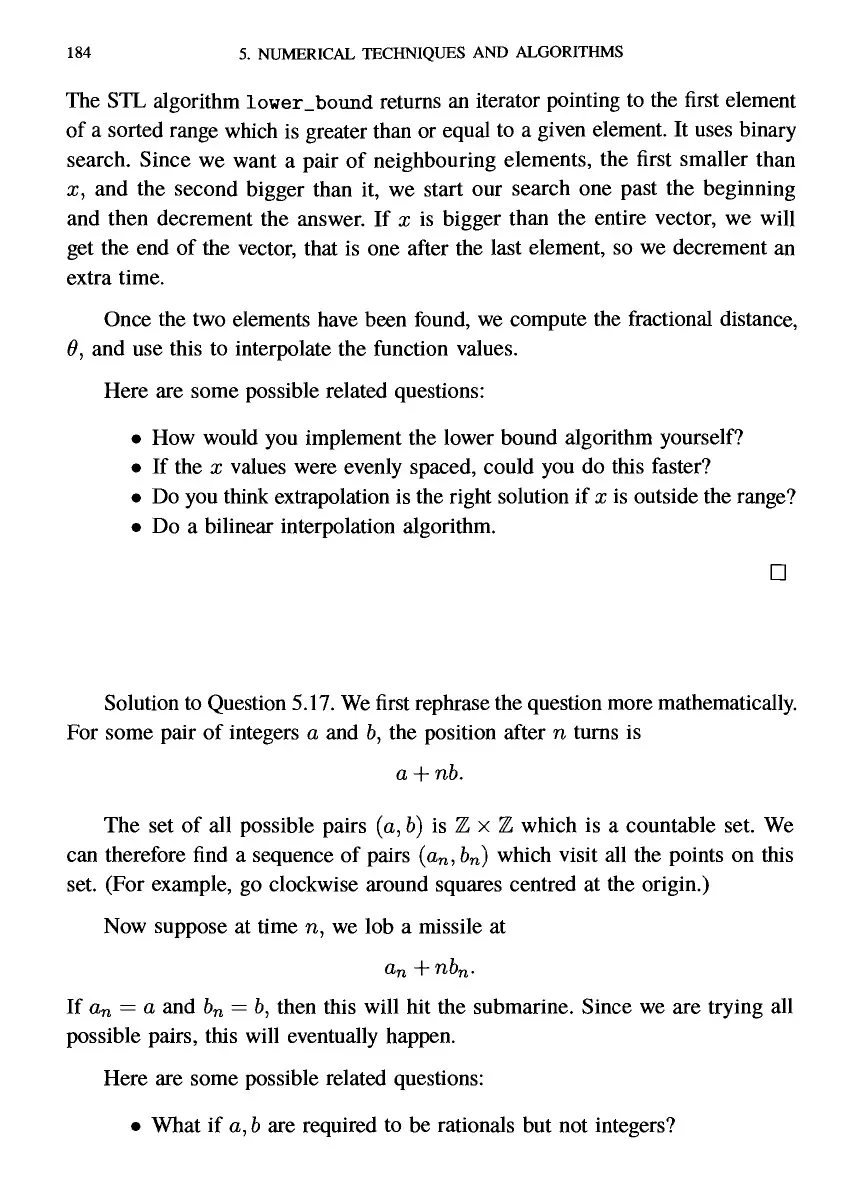 184 5. NUMERICAL TECHNIQUES AND ALGORITHMS
The STL algorithm lower_bound returns an iterator pointing to the first element
of a sorted range which is greater than or equal to a given element. It uses binary
search. Since we want a pair of neighbouring elements, the first smaller than
x, and the second bigger than it, we start our search one past the beginning
and then decrement the answer. If x is bigger than the entire vector, we will
get the end of the vector, that is one after the last element, so we decrement an
extra time.
Once the two elements have been found, we compute the fractional distance,
θ, and use this to interpolate the function values.
Here are some possible related questions:
• How would you implement the lower bound algorithm yourself?
• If the x values were evenly spaced, could you do this faster?
• Do you think extrapolation is the right solution if x is outside the range?
• Do a bilinear interpolation algorithm.
□
Solution to Question 5.17. We first rephrase the question more mathematically.
For some pair of integers a and b, the position after n turns is
a + nb.
The set of all possible pairs (a, b) is ℤ × ℤ which is a countable set. We
can therefore find a sequence of pairs (aₙ, bₙ) which visit all the points on this
set. (For example, go clockwise around squares centred at the origin.)
Now suppose at time n, we lob a missile at
aₙ + nbₙ.
If aₙ = a and bₙ = b, then this will hit the submarine. Since we are trying all
possible pairs, this will eventually happen.
Here are some possible related questions:
• What if a, b are required to be rationals but not integers?